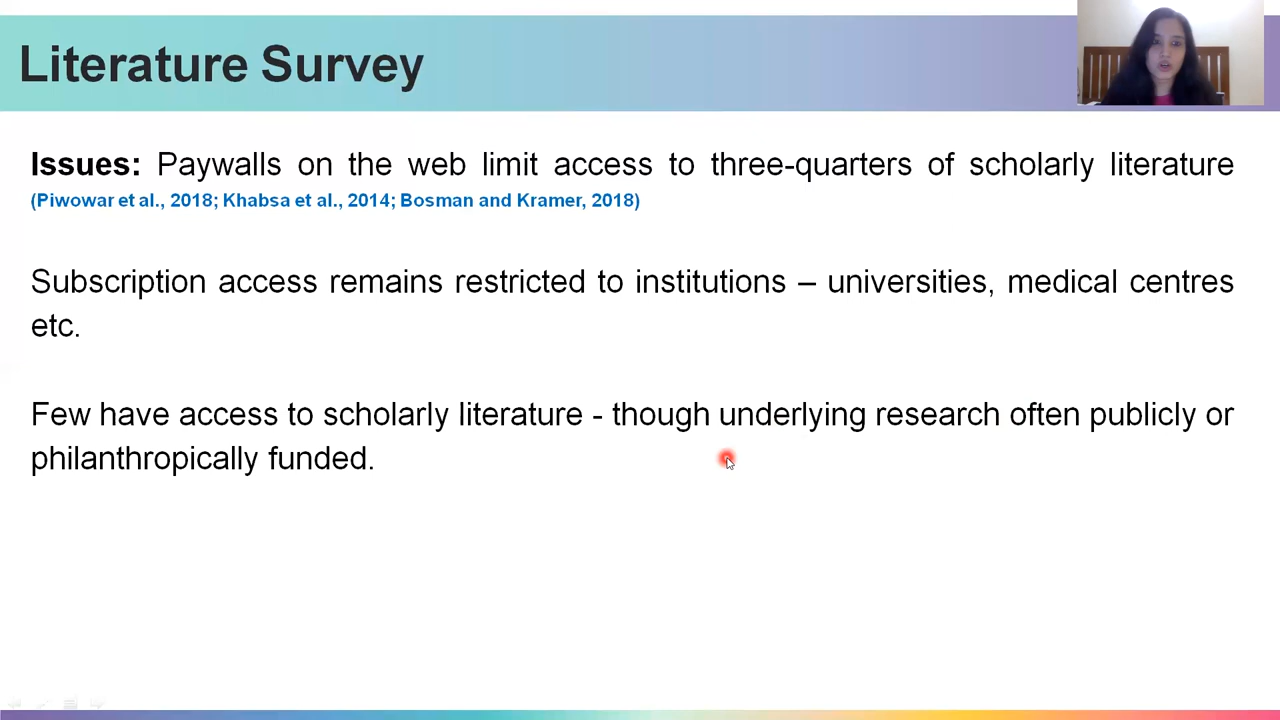 Literature Survey
Issues: Paywalls on the web limit access to three-quarters of scholarly literature
(Piwowar et al., 2018; Khabsa et al., 2014; Bosman and Kramer, 2018)
Subscription access remains restricted to institutions – universities, medical centres
etc.
Few have access to scholarly literature - though underlying research often publicly or
philanthropically funded.